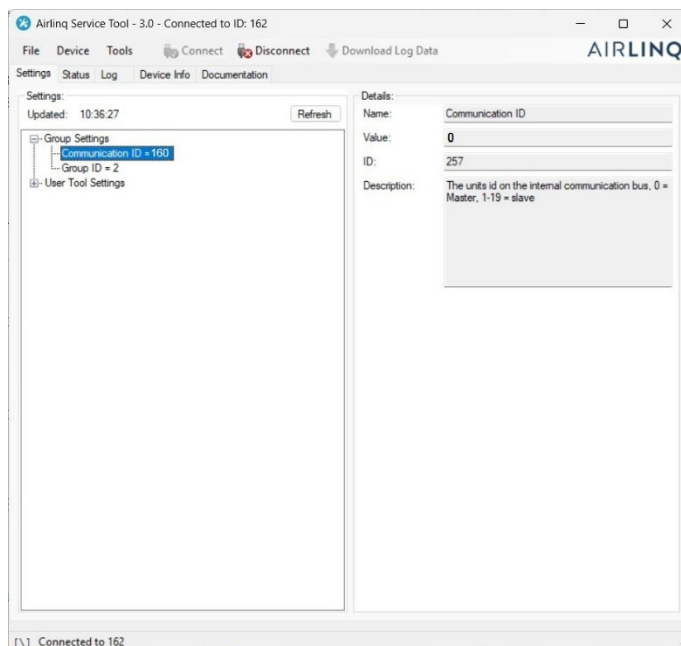 Airlinq Service Tool - 3.0 - Connected to ID: 162
File Device Tools Connect Disconnect Download Log Data AIRLINQ
Settings Status Log Device Info Documentation
Settings:
Updated: 10:36:27 Refresh
Group Settings
Communication ID = 160
Group ID = 2
User Tool Settings
Details:
Name: Communication ID
Value: 0
ID: 257
Description: The units id on the internal communication bus, 0 =
Master, 1-19 = slave
[\] Connected to 162